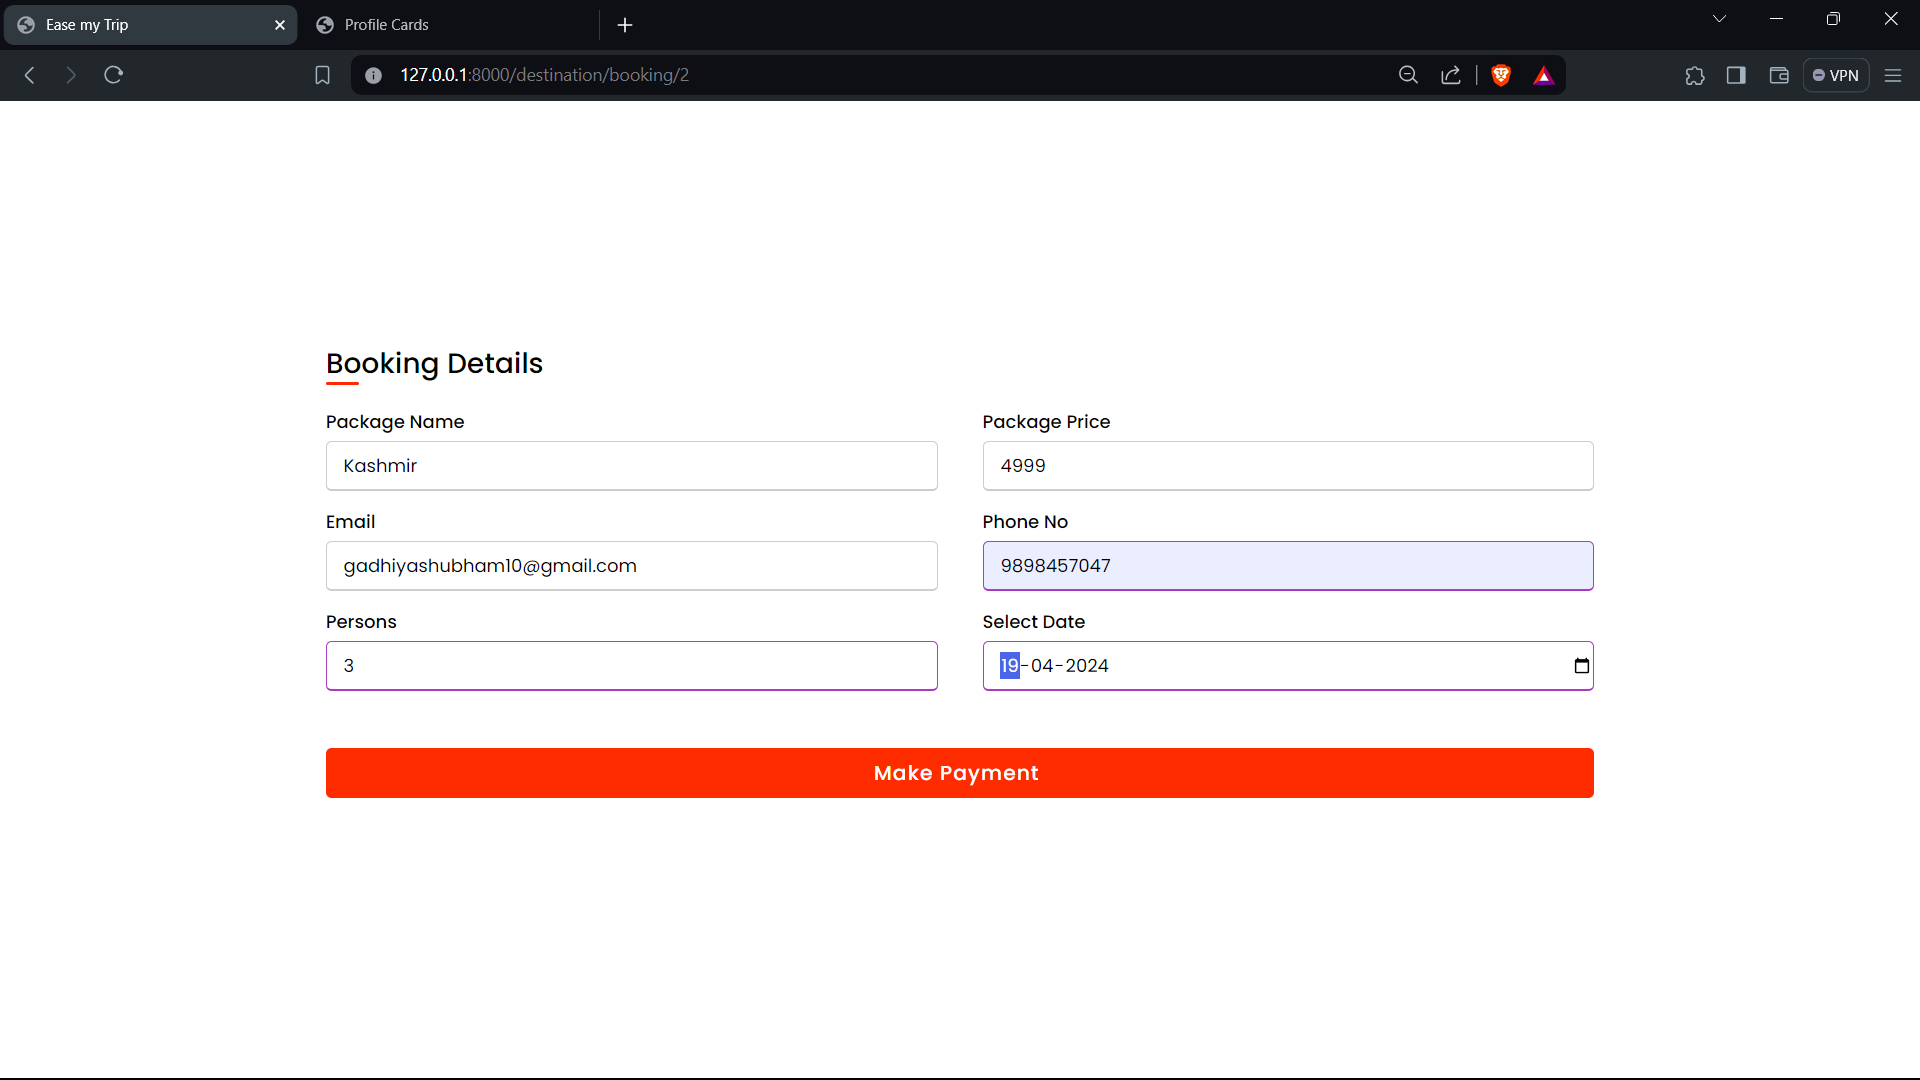 Ease my Trip
Profile Cards
127.0.0.1:8000/destination/booking/2
VPN
Booking Details
Package Name
Package Price
Kashmir
4999
Email
Phone No
gadhiyashubham10@gmail.com
9898457047
Persons
Select Date
3
19-04-2024
Make Payment